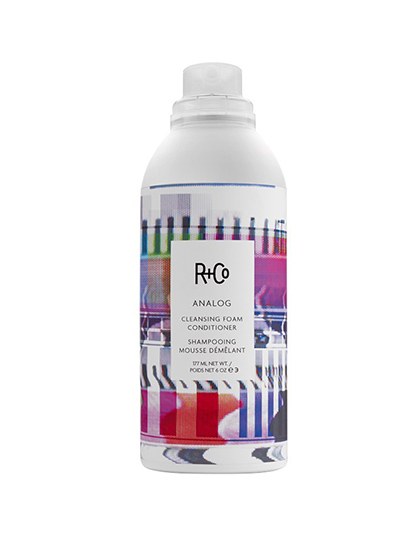 R+Co
ANALOG
CLEANSING FOAM
CONDITIONER
SHAMPOOING
MOUSSE DÉMÊLANT
177 ML NET WT. /
POIDS NET 6 OZ